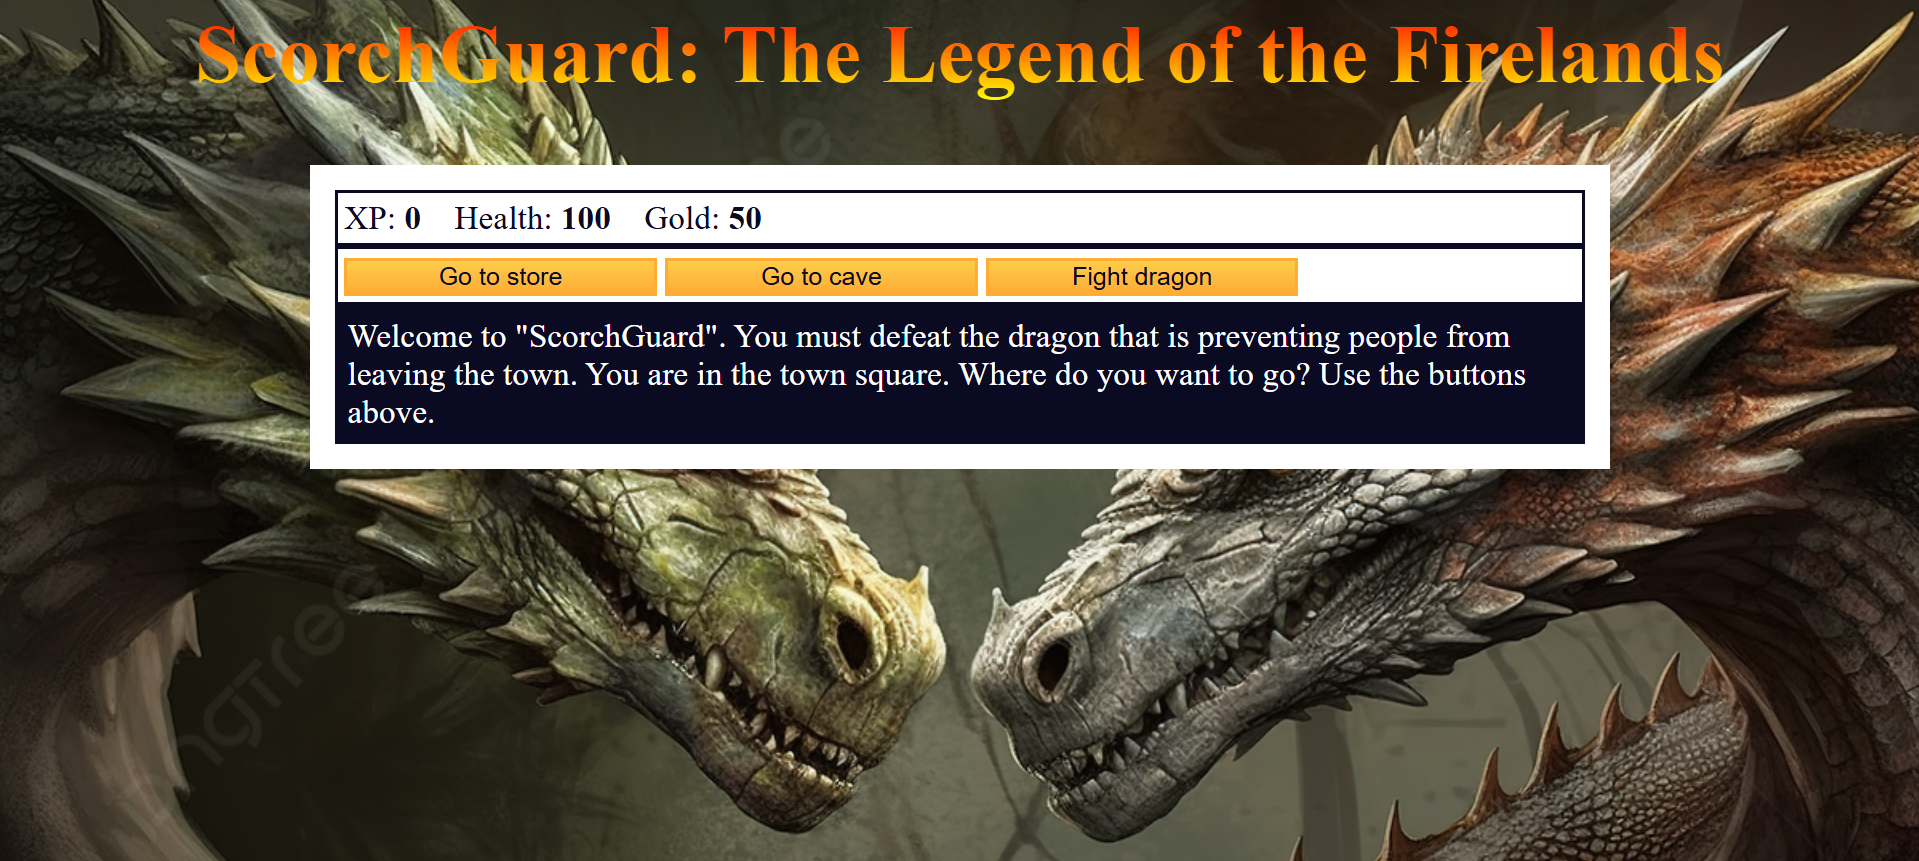 ScorchGuard: The Legend of the Firelands
XP: 0 Health: 100 Gold: 50
Go to store Go to cave Fight dragon
Welcome to "ScorchGuard". You must defeat the dragon that is preventing people from
leaving the town. You are in the town square. Where do you want to go? Use the buttons
above.